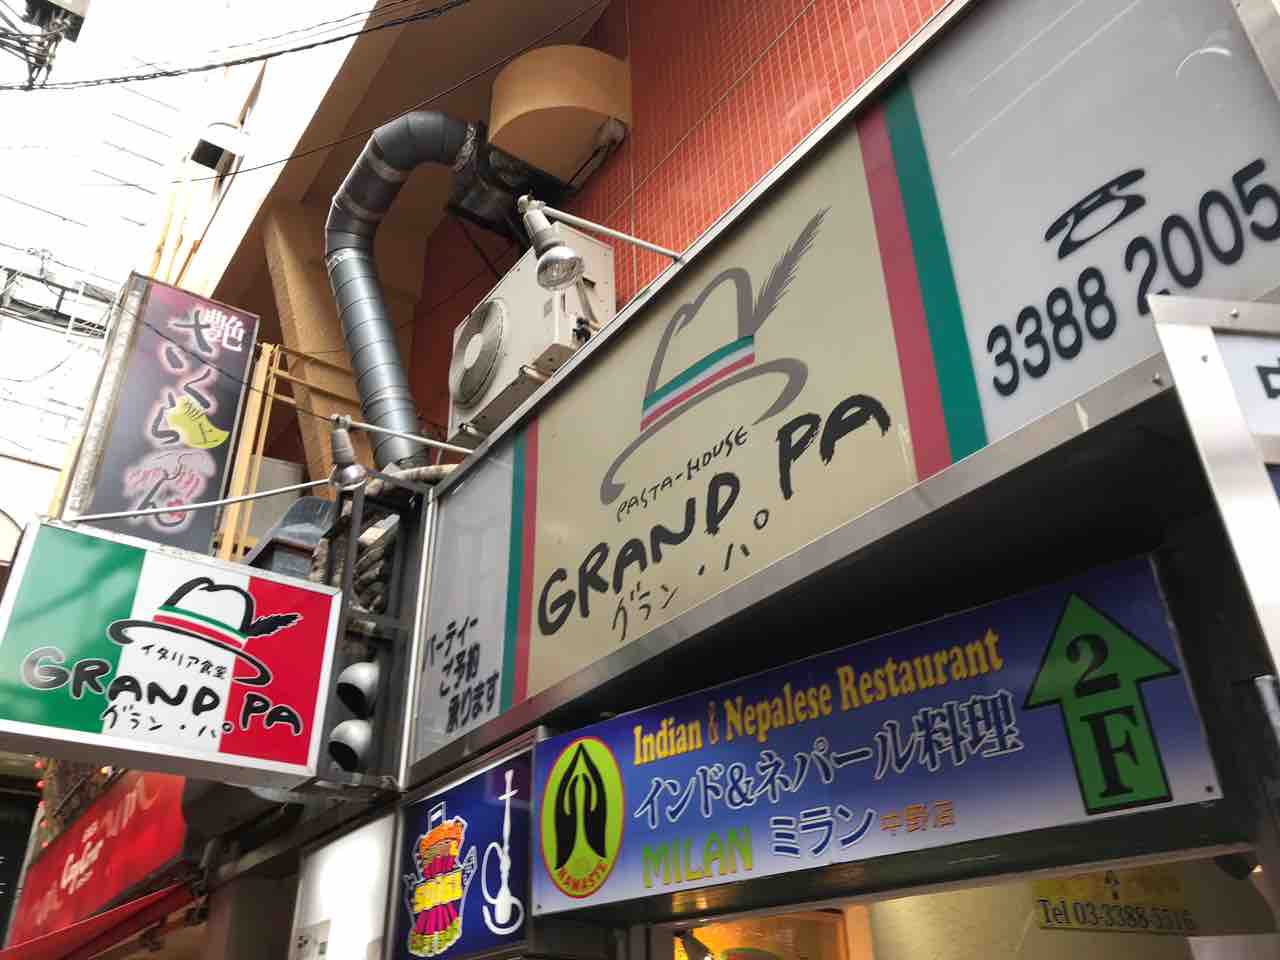 艶色
さくら
ん
イタリア食堂
GRAND.PA
グラン・パ
パーティー
ご予約
承ります
PASTA-HOUSE
GRAND PA
グラン・パ
3388 2005
Indian & Nepalese Restaurant
インド&ネパール料理
MILAN ミラン 中野店
NAMASTE
2F
Tel 03-3388-5516